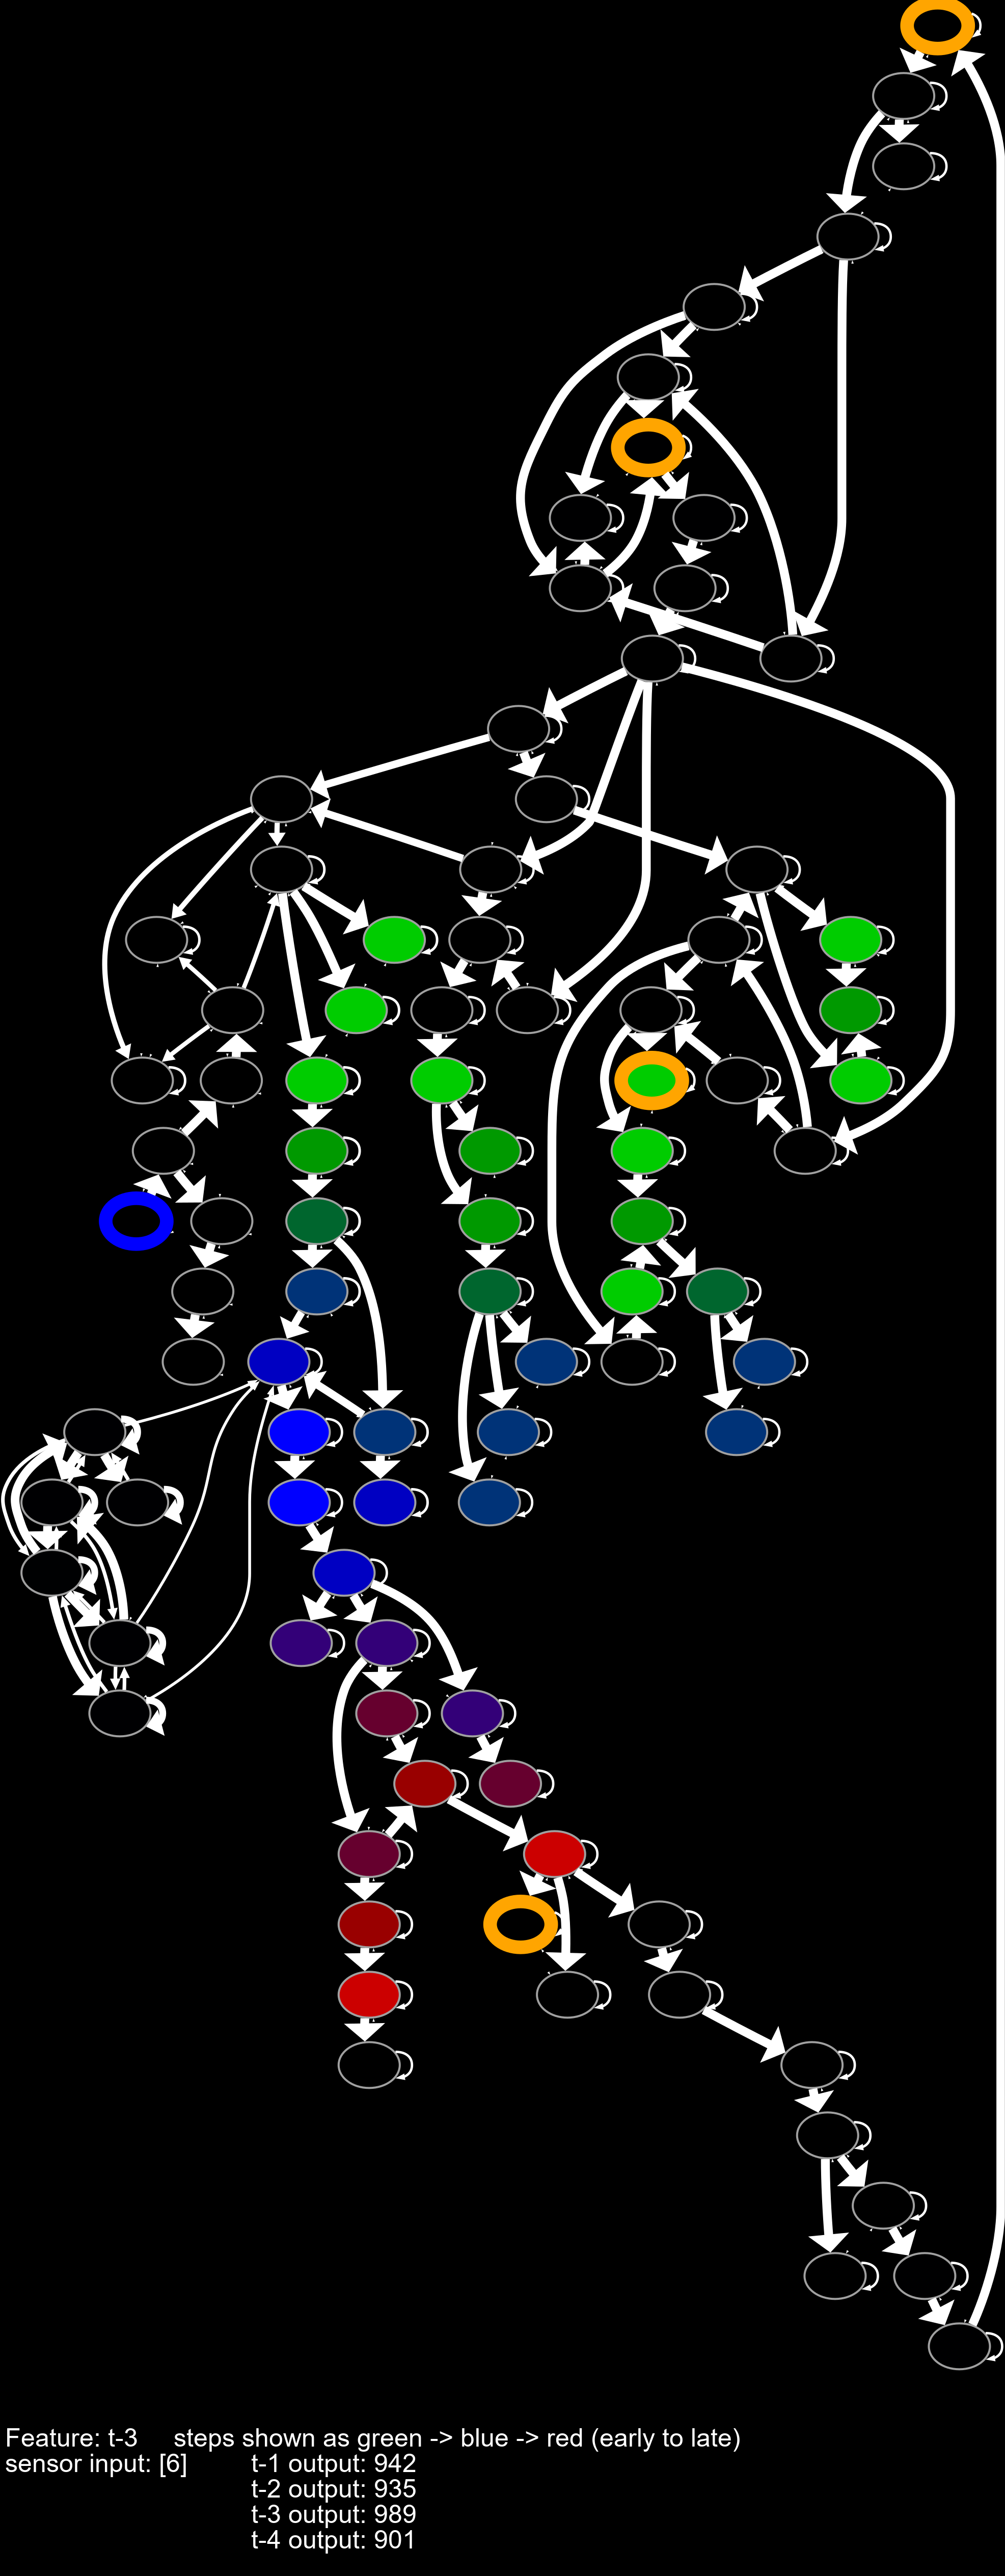 Feature: t-3 steps shown as green -> blue -> red (early to late)
sensor input: [6] t-1 output: 942
t-2 output: 935
t-3 output: 989
t-4 output: 901